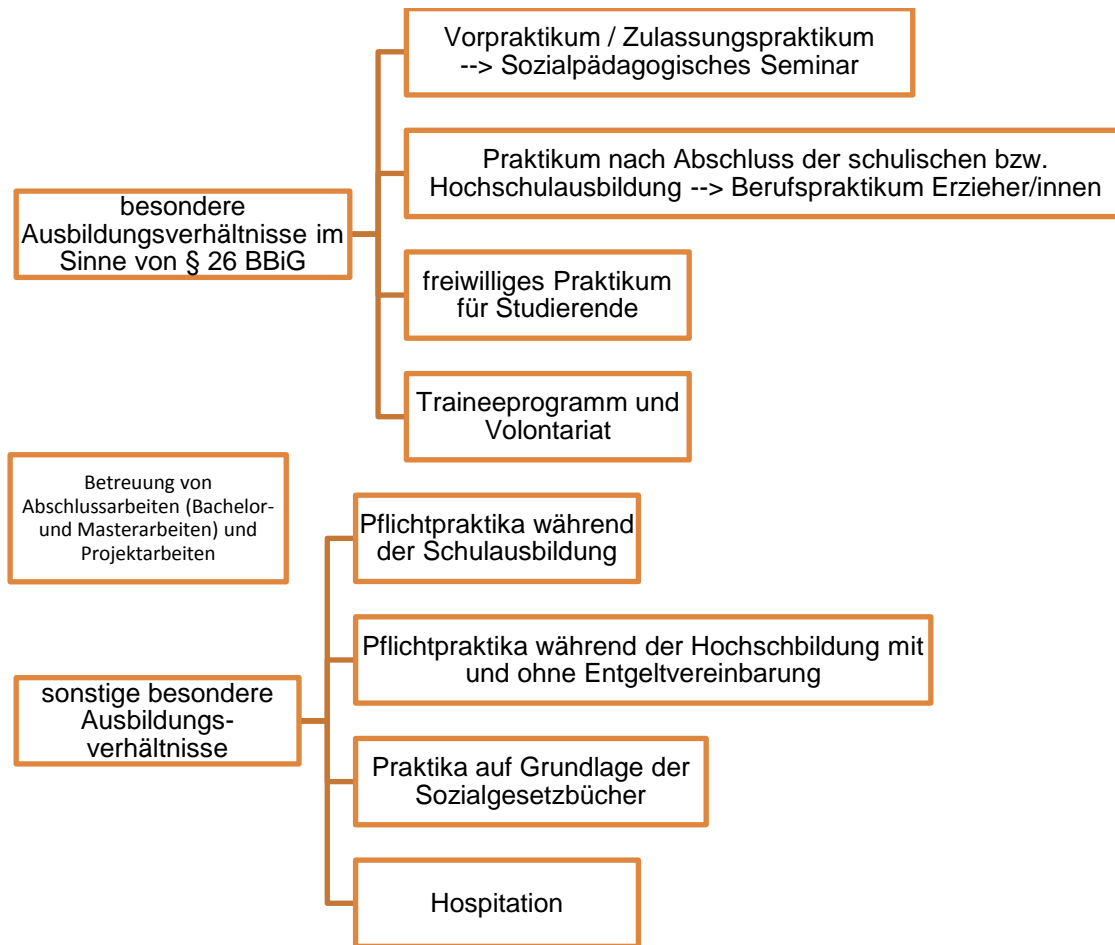 besondere
Ausbildungsverhältnisse im
Sinne von § 26 BBiG
Vorpraktikum / Zulassungspraktikum
--> Sozialpädagogisches Seminar
Praktikum nach Abschluss der schulischen bzw.
Hochschulausbildung --> Berufspraktikum Erzieher/innen
freiwilliges Praktikum
für Studierende
Traineeprogramm und
Volontariat
Betreuung von
Abschlussarbeiten (Bachelor-
und Masterarbeiten) und
Projektarbeiten
sonstige besondere
Ausbildungs-
verhältnisse
Pflichtpraktika während
der Schulausbildung
Pflichtpraktika während der Hochschbildung mit
und ohne Entgeltvereinbarung
Praktika auf Grundlage der
Sozialgesetzbücher
Hospitation